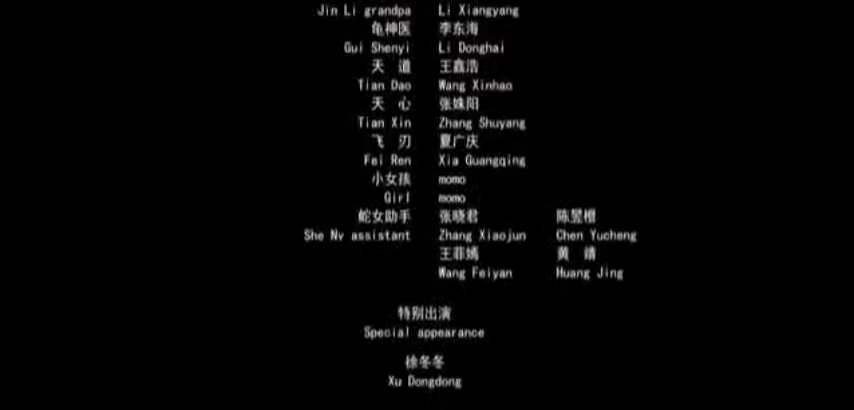 Jin Li grandpa Li Xiangyang
龟神医 李东海
Gui Shenyi Li Donghai
天 道 王鑫浩
Tian Dao Wang Xinhao
天 心 张姝阳
Tian Xin Zhang Shuyang
飞 刃 夏广庆
Fei Ren Xia Guangqing
小女孩 momo
Girl momo
蛇女助手 张晓君 陈昱橙
She Nv assistant Zhang Xiaojun Chen Yucheng
王菲嫣 黄 靖
Wang Feiyan Huang Jing
特别出演
Special appearance
徐冬冬
Xu Dongdong